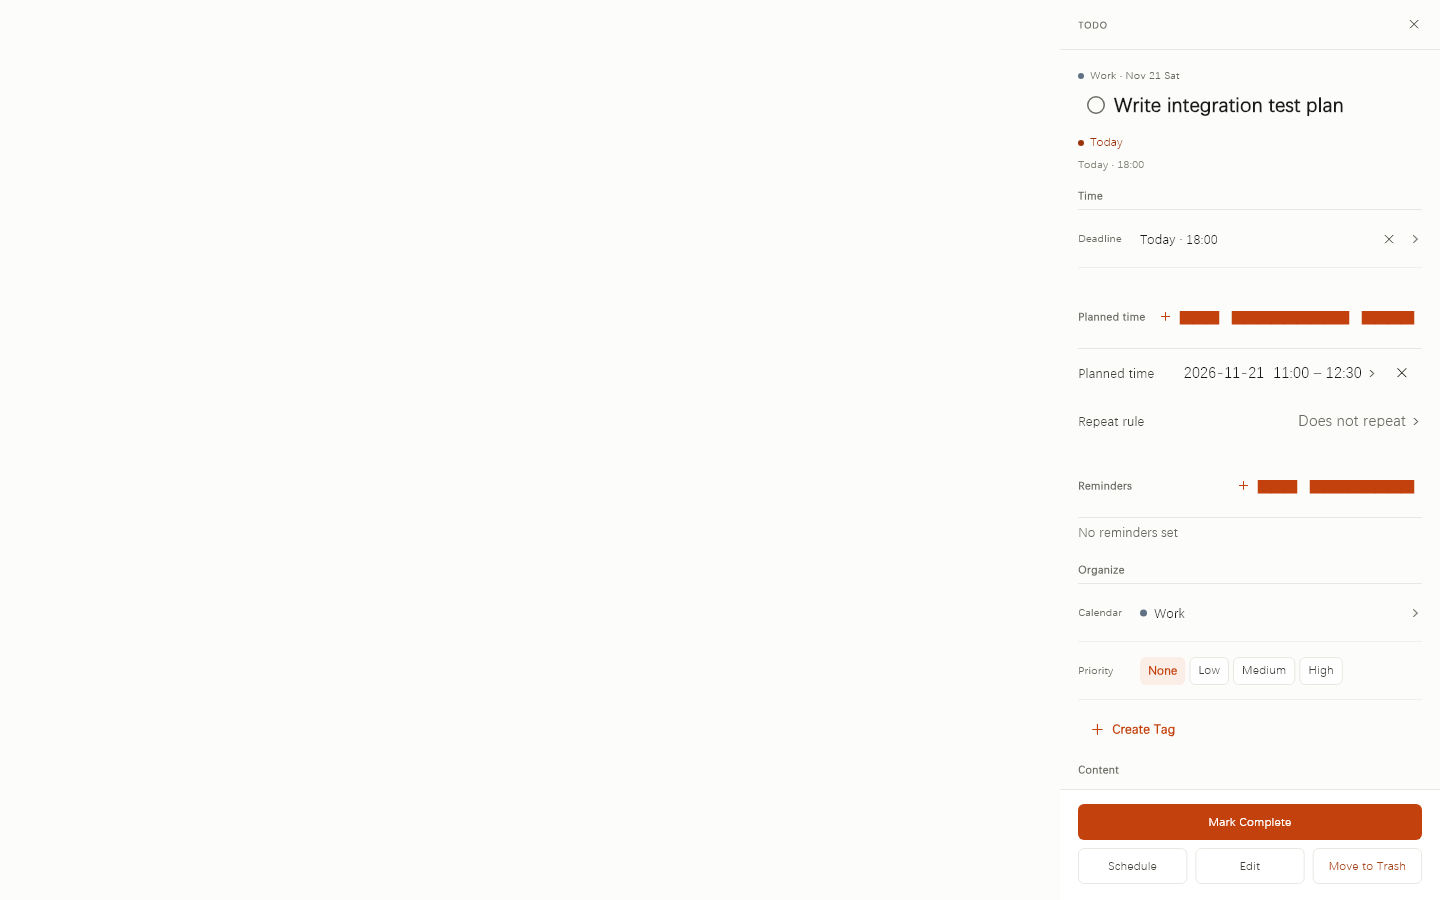 TODO
Work · Nov 21 Sat
Write integration test plan
Today
Today · 18:00
Time
Deadline Today · 18:00
Planned time
Planned time 2026-11-21 11:00 – 12:30
Repeat rule Does not repeat
Reminders
No reminders set
Organize
Calendar Work
Priority None Low Medium High
Create Tag
Content
Mark Complete
Schedule Edit Move to Trash